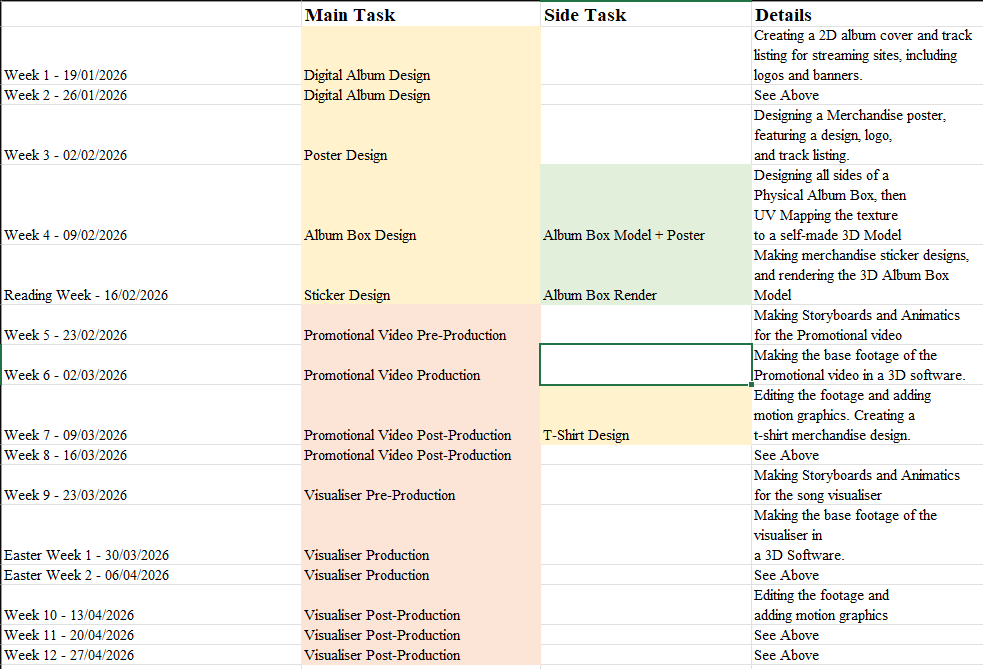 Main Task Side Task Details
Creating a 2D album cover and track
listing for streaming sites, including
Week 1 - 19/01/2026 Digital Album Design logos and banners.
Week 2 - 26/01/2026 Digital Album Design See Above
Designing a Merchandise poster,
featuring a design, logo,
Week 3 - 02/02/2026 Poster Design and track listing.
Designing all sides of a
Physical Album Box, then
UV Mapping the texture
Week 4 - 09/02/2026 Album Box Design Album Box Model + Poster to a self-made 3D Model
Making merchandise sticker designs,
and rendering the 3D Album Box
Reading Week - 16/02/2026 Sticker Design Album Box Render Model
Making Storyboards and Animatics
Week 5 - 23/02/2026 Promotional Video Pre-Production for the Promotional video
Making the base footage of the
Week 6 - 02/03/2026 Promotional Video Production Promotional video in a 3D software.
Editing the footage and adding
motion graphics. Creating a
Week 7 - 09/03/2026 Promotional Video Post-Production T-Shirt Design t-shirt merchandise design.
Week 8 - 16/03/2026 Promotional Video Post-Production See Above
Making Storyboards and Animatics
Week 9 - 23/03/2026 Visualiser Pre-Production for the song visualiser
Making the base footage of the
visualiser in
Easter Week 1 - 30/03/2026 Visualiser Production a 3D Software.
Easter Week 2 - 06/04/2026 Visualiser Production See Above
Editing the footage and
Week 10 - 13/04/2026 Visualiser Post-Production adding motion graphics
Week 11 - 20/04/2026 Visualiser Post-Production See Above
Week 12 - 27/04/2026 Visualiser Post-Production See Above